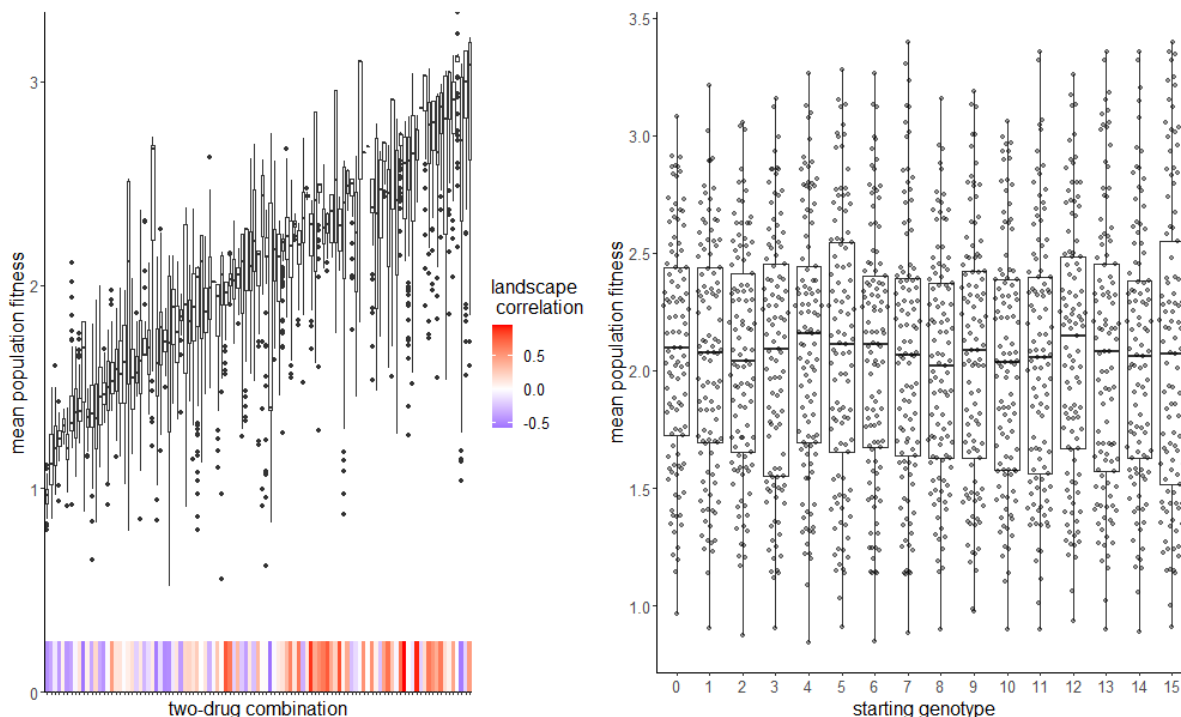 mean population fitness
3
2
1
0
two-drug combination
landscape
correlation
0.5
0.0
-0.5
mean population fitness
3.5
3.0
2.5
2.0
1.5
1.0
0 1 2 3 4 5 6 7 8 9 10 11 12 13 14 15
starting genotype